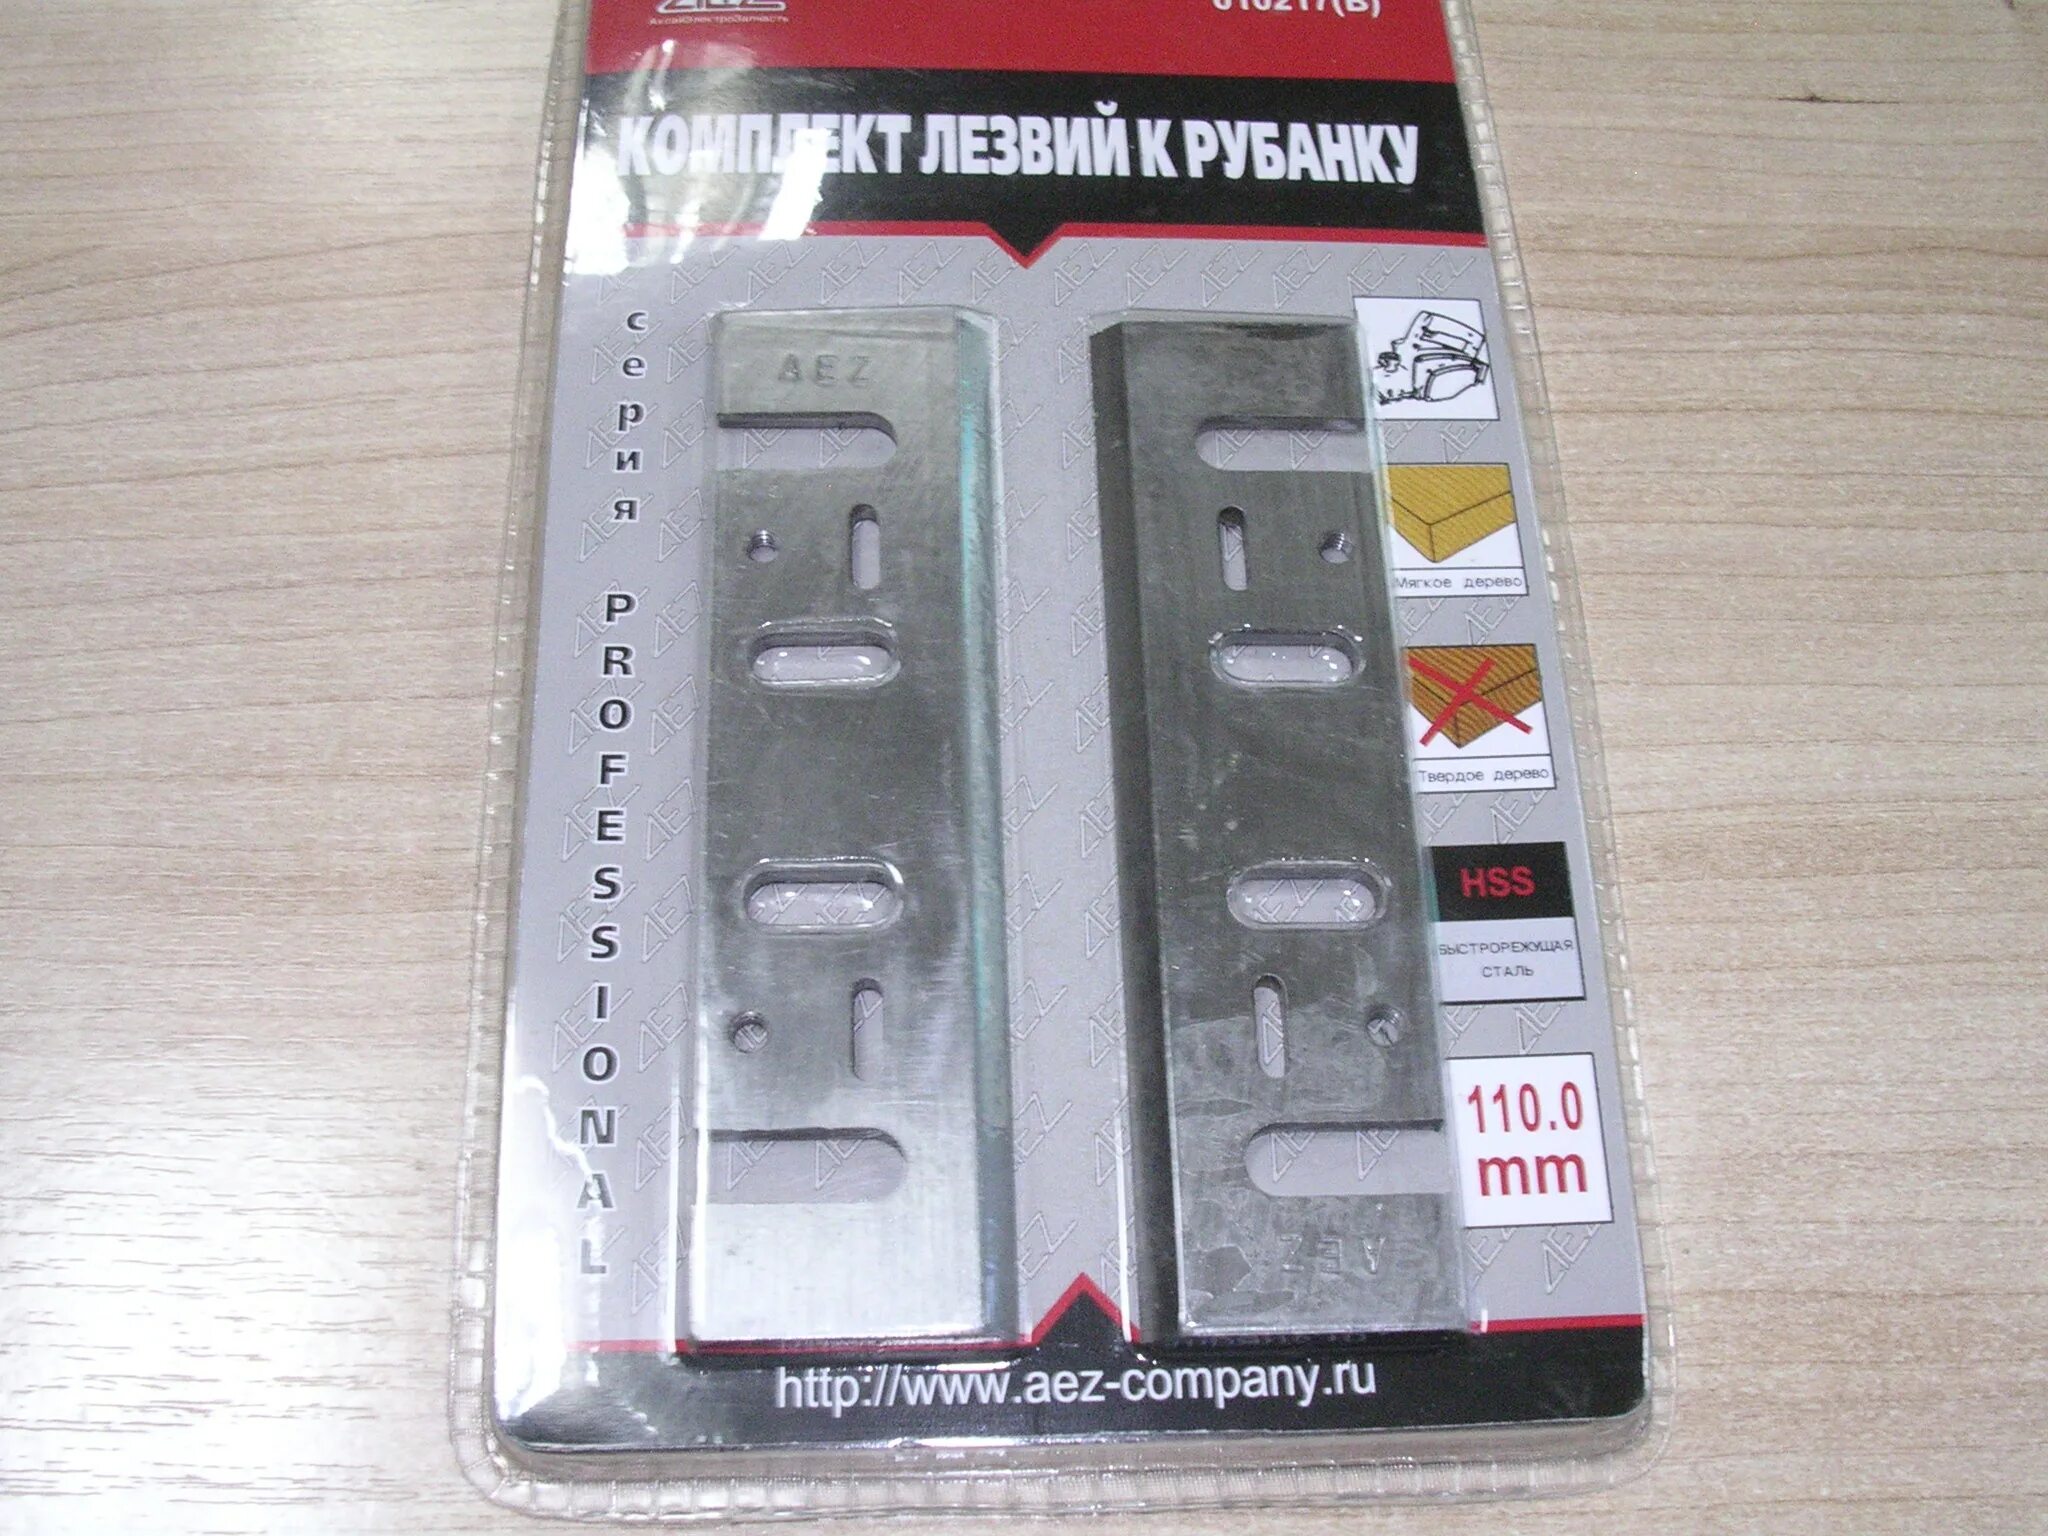 АксайЭлектроЗапчасть
010217(В)
КОМПЛЕКТ ЛЕЗВИЙ К РУБАНКУ
серия PROFESSIONAL
AEZ
Мягкое дерево
Твердое дерево
HSS
БЫСТРОРЕЖУЩАЯ
СТАЛЬ
110.0
mm
AEZ
http://www.aez-company.ru